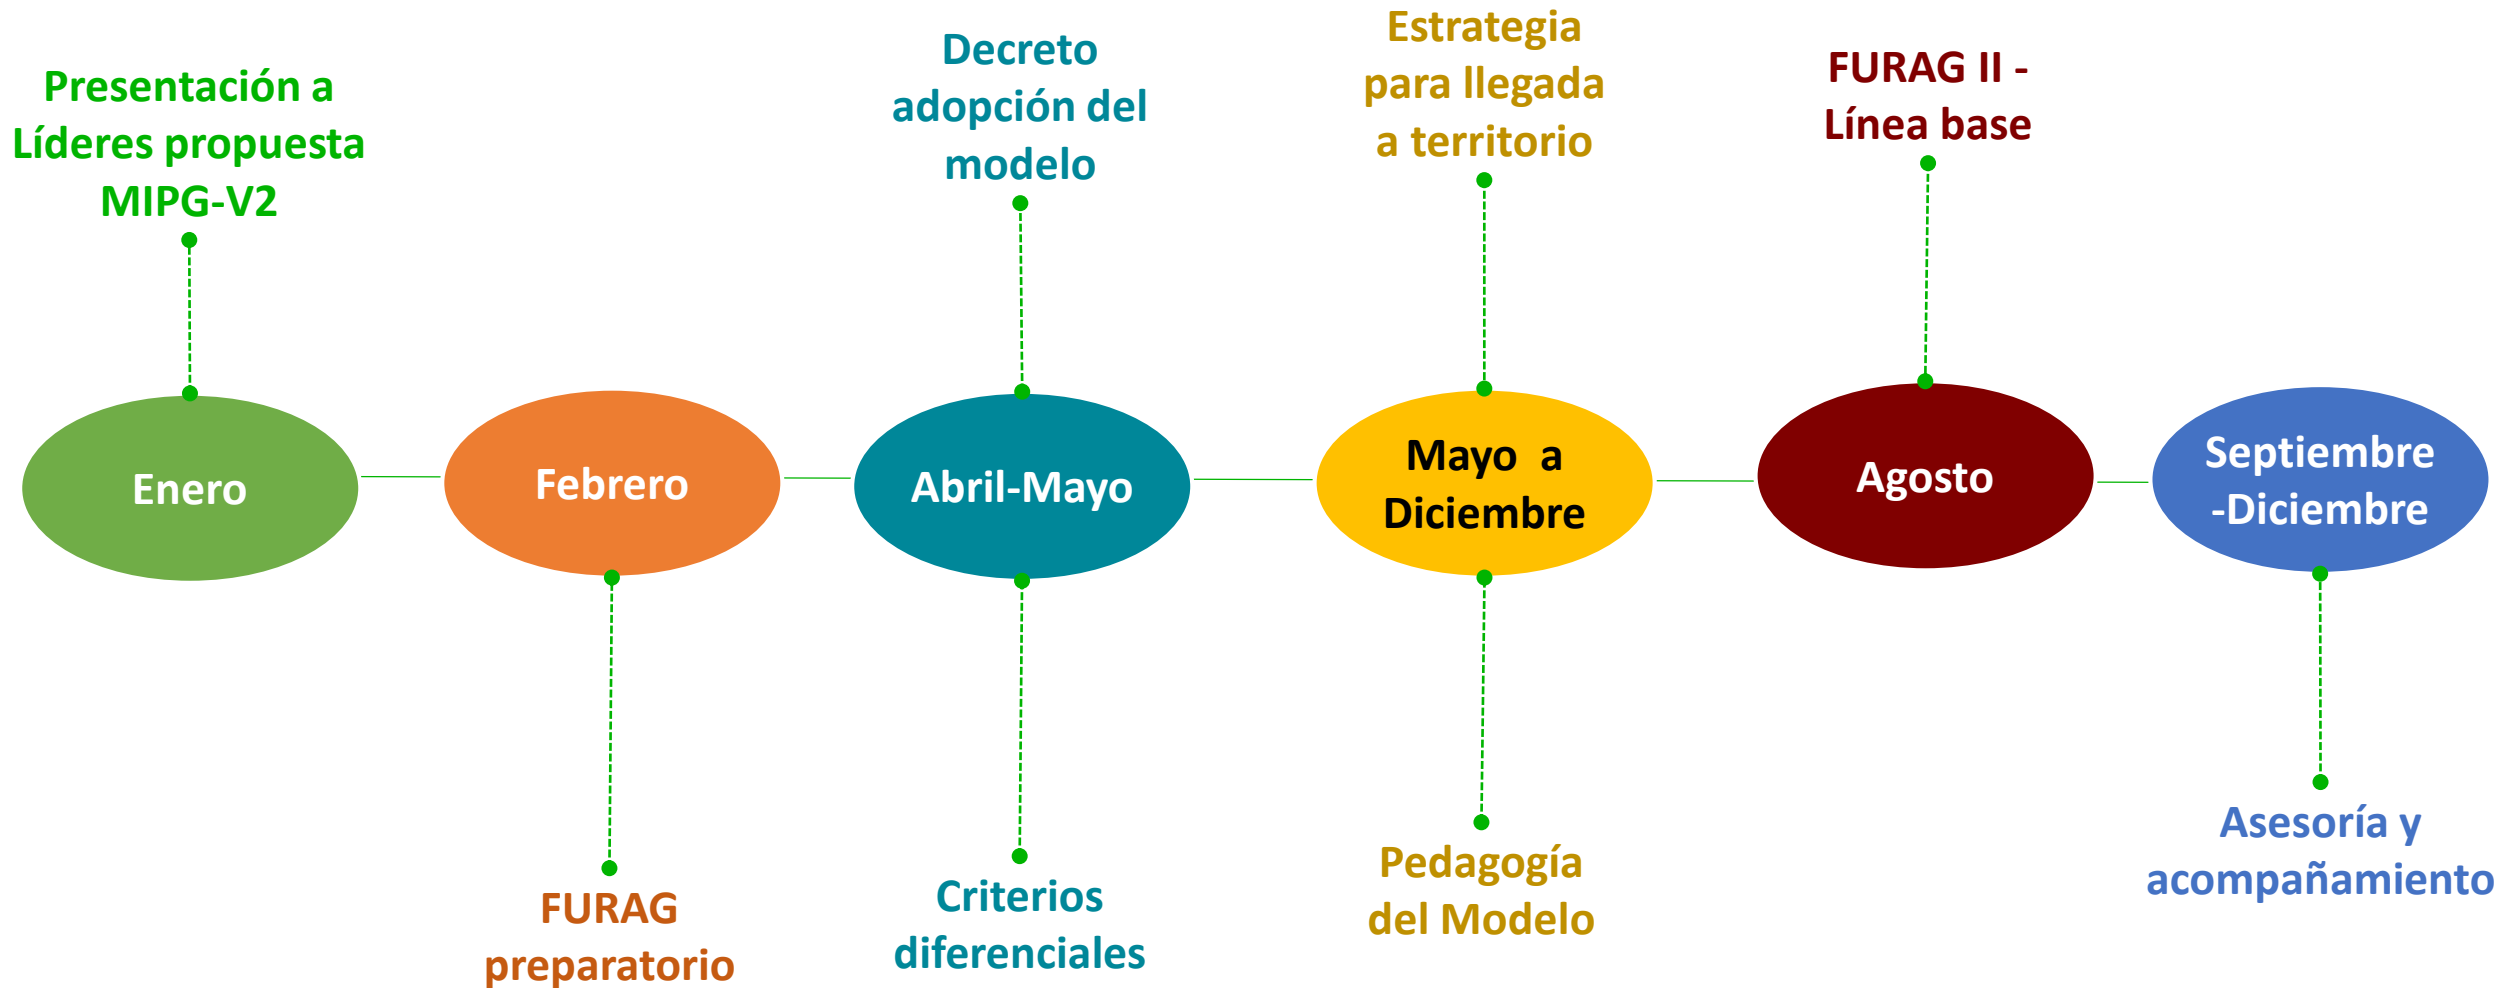 Presentación a
Líderes propuesta
MIPG-V2
Decreto
adopción del
modelo
Estrategia
para llegada
a territorio
FURAG II -
Línea base
Enero
Febrero
Abril-Mayo
Mayo a
Diciembre
Agosto
Septiembre
-Diciembre
FURAG
preparatorio
Criterios
diferenciales
Pedagogía
del Modelo
Asesoría y
acompañamiento